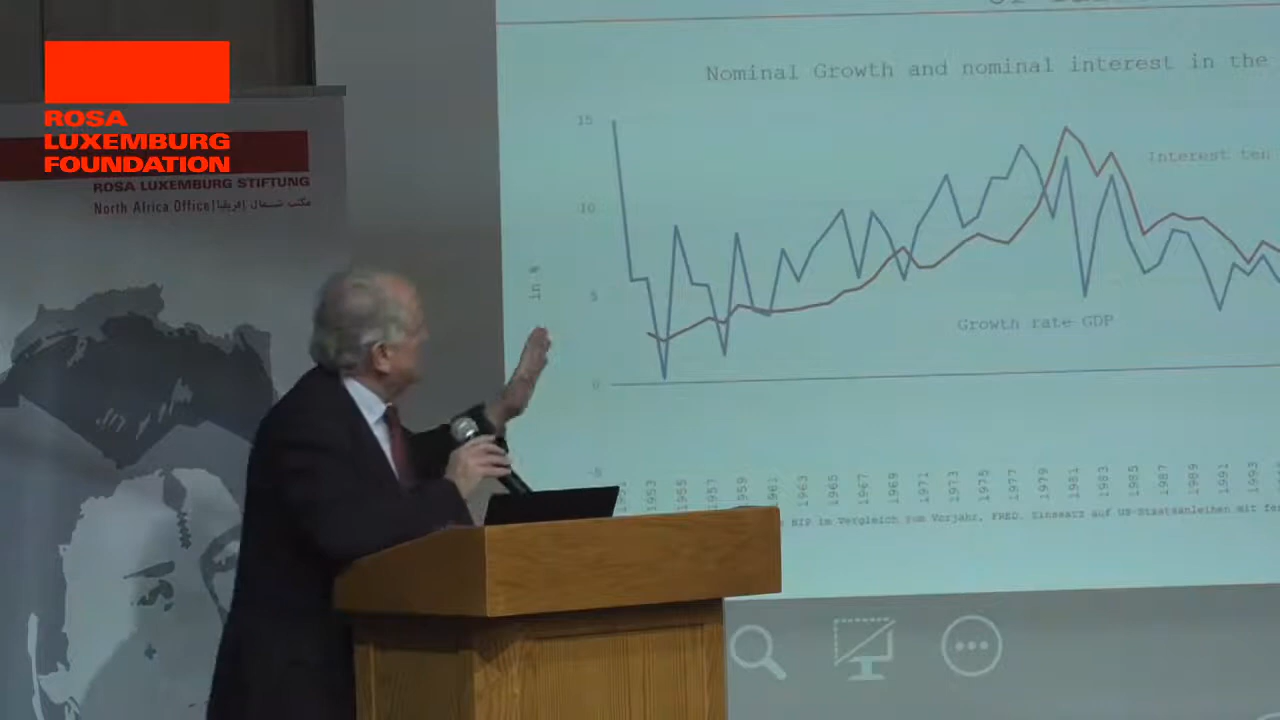 ROSA
LUXEMBURG
FOUNDATION
ROSA LUXEMBURG STIFTUNG
North Africa Office | مكتب شمال إفريقيا
Nominal Growth and nominal interest in the
15
10
5
0
-5
in %
Interest ten
Growth rate GDP
1953
1955
1957
1959
1961
1963
1965
1967
1969
1971
1973
1975
1977
1979
1981
1983
1985
1987
1989
1991
1993
BIP im Vergleich zum Vorjahr, FRED. Zinssatz auf US-Staatsanleihen mit